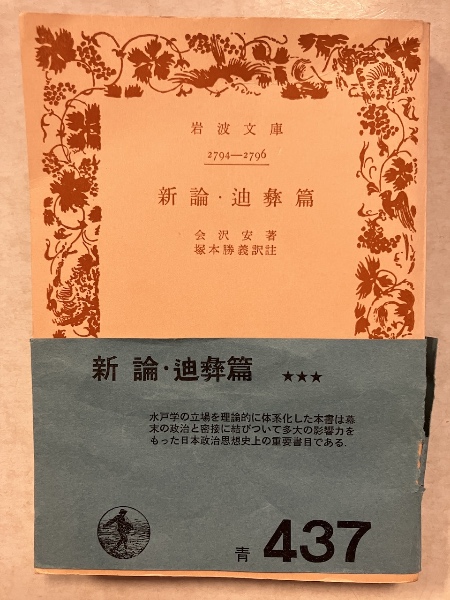 岩波文庫
2794—2796
新論・迪彝篇
会沢安著
塚本勝義訳註
新論・迪彝篇 ★★★
水戸学の立場を理論的に体系化した本書は幕
末の政治と密接に結びついて多大の影響力を
もった日本政治思想史上の重要書目である.
青 437